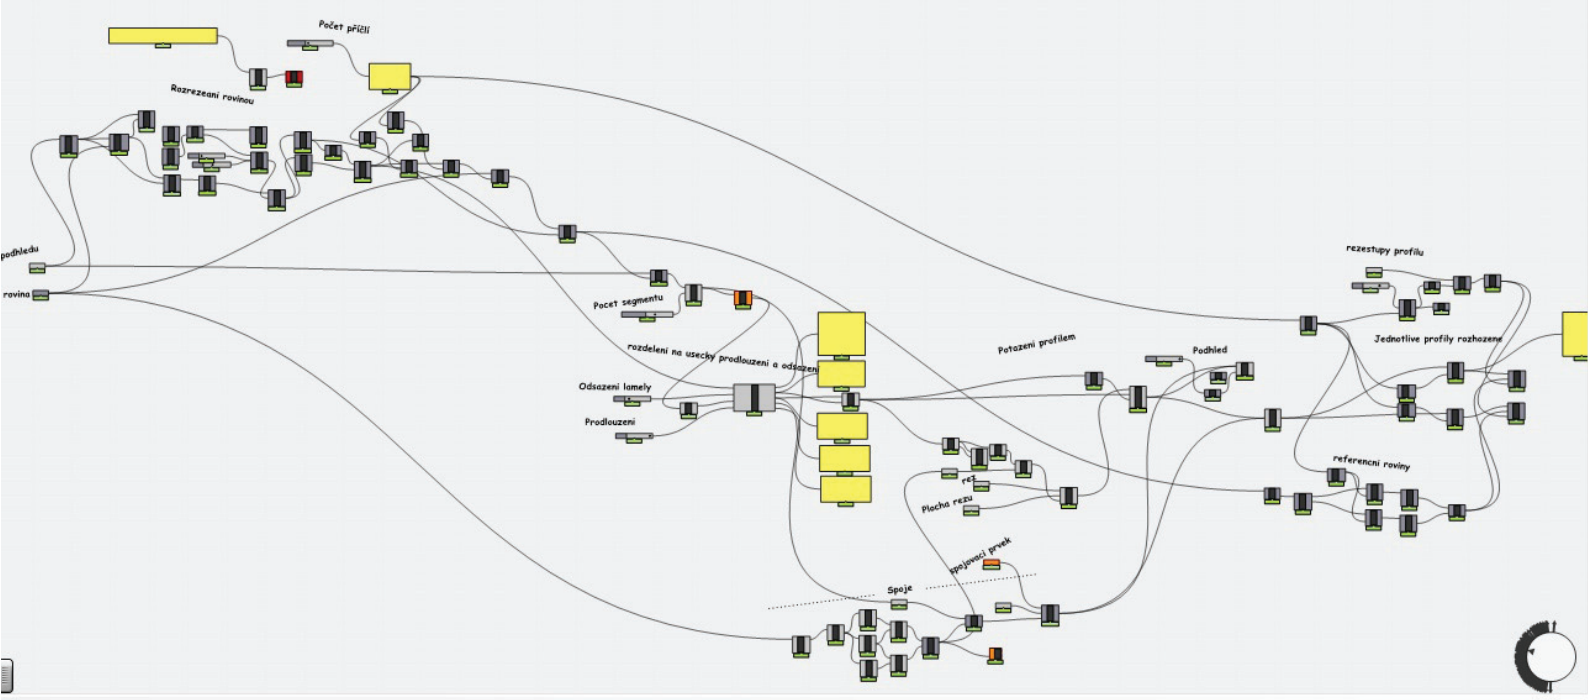 Počet příčlí
Rozrezeani rovinou
podhledu
rovina
rezestupy profilu
Pocet segmentu
Jednotlive profily rozhozene
Potazeni profilem
Podhled
rozdeleni na usecky prodlouzeni a odsazeni
Odsazeni lamely
Prodlouzeni
referencni roviny
rez
Plocha rezu
spojovaci prvek
Spoje